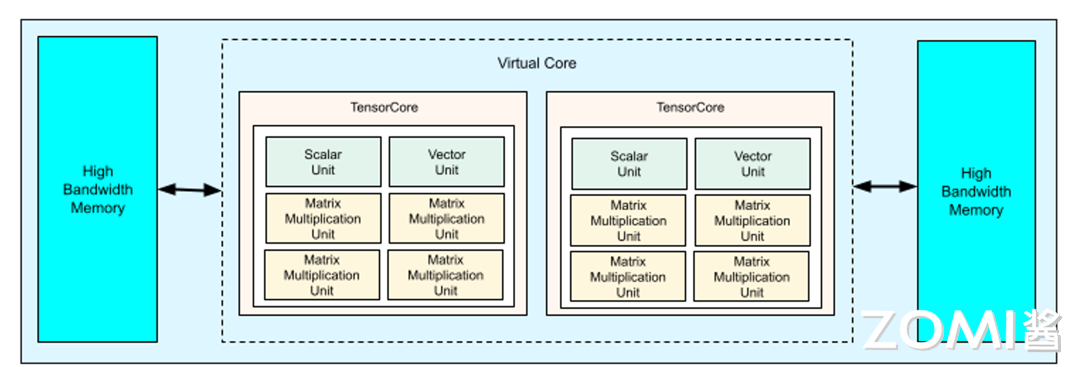 Virtual Core
High
Bandwidth
Memory
TensorCore
Scalar
Unit
Vector
Unit
Matrix
Multiplication
Unit
Matrix
Multiplication
Unit
Matrix
Multiplication
Unit
Matrix
Multiplication
Unit
TensorCore
Scalar
Unit
Vector
Unit
Matrix
Multiplication
Unit
Matrix
Multiplication
Unit
Matrix
Multiplication
Unit
Matrix
Multiplication
Unit
High
Bandwidth
Memory
ZOMI酱